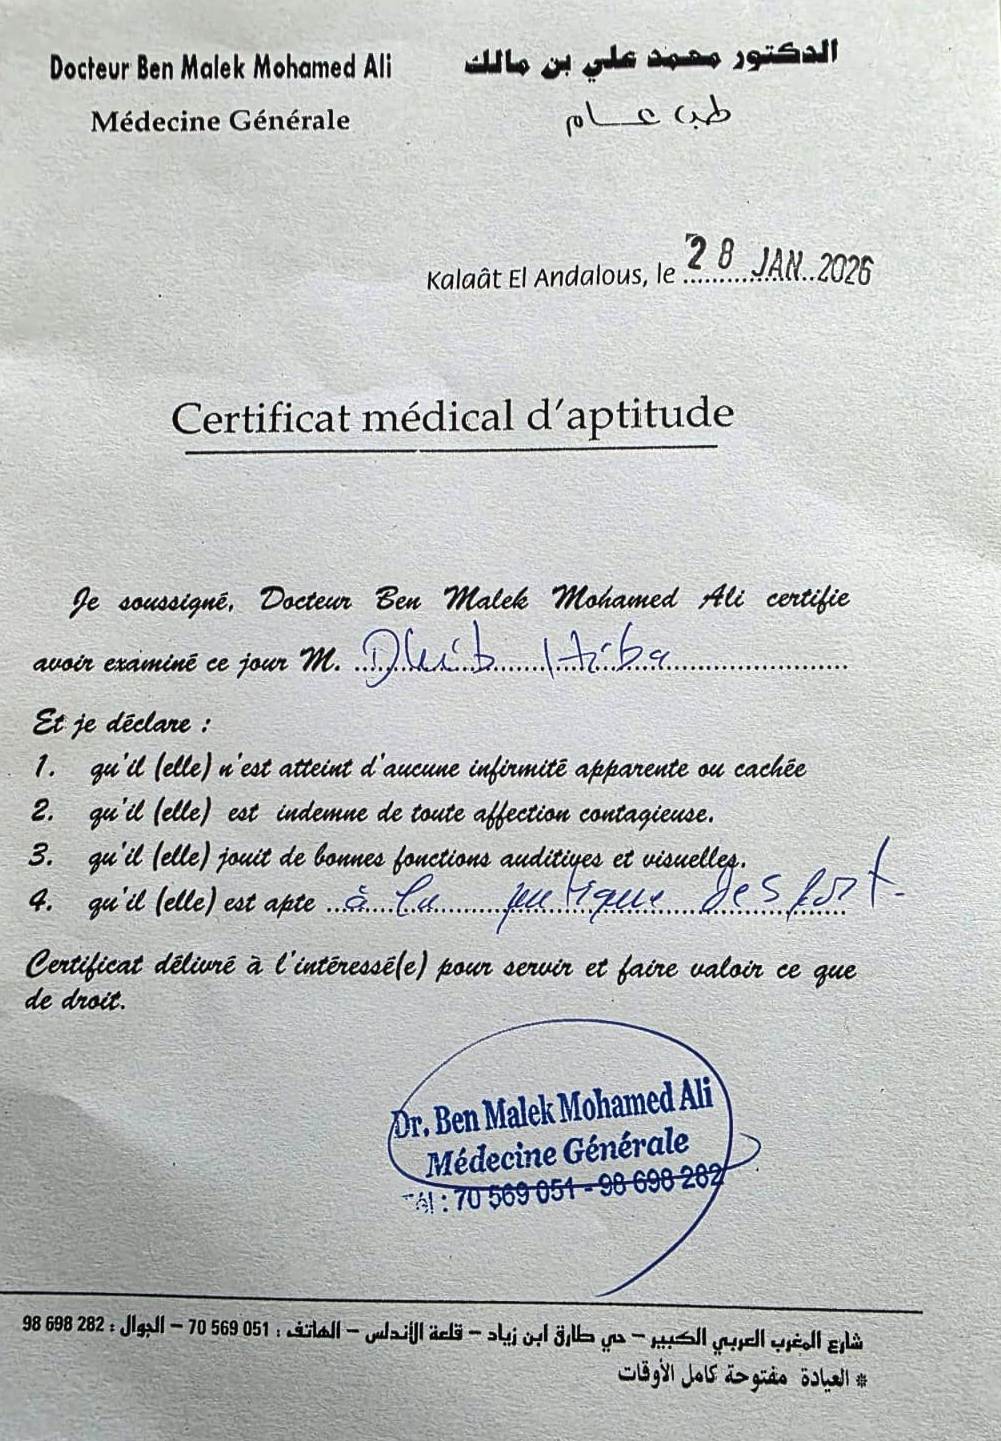 Docteur Ben Malek Mohamed Ali
Médecine Générale
الدكتور محمد علي بن مالك
طب عام
Kalaât El Andalous, le 28 JAN. 2026
Certificat médical d'aptitude
Je soussigné, Docteur Ben Malek Mohamed Ali certifie
avoir examiné ce jour M. Dhib Hiba
Et je déclare :
1. qu'il (elle) n'est atteint d'aucune infirmité apparente ou cachée
2. qu'il (elle) est indemne de toute affection contagieuse.
3. qu'il (elle) jouit de bonnes fonctions auditives et visuelles.
4. qu'il (elle) est apte à la pratique de sport.
Certificat délivré à l'intéressé(e) pour servir et faire valoir ce que
de droit.
Dr. Ben Malek Mohamed Ali
Médecine Générale
Tél : 70 569 051 - 98 698 282
شارع المغرب العربي الكبير – حي طارق ابن زياد – قلعة الأندلس – الهاتف : 70 569 051 – الجوال : 98 698 282
* العيادة مفتوحة كامل الأوقات